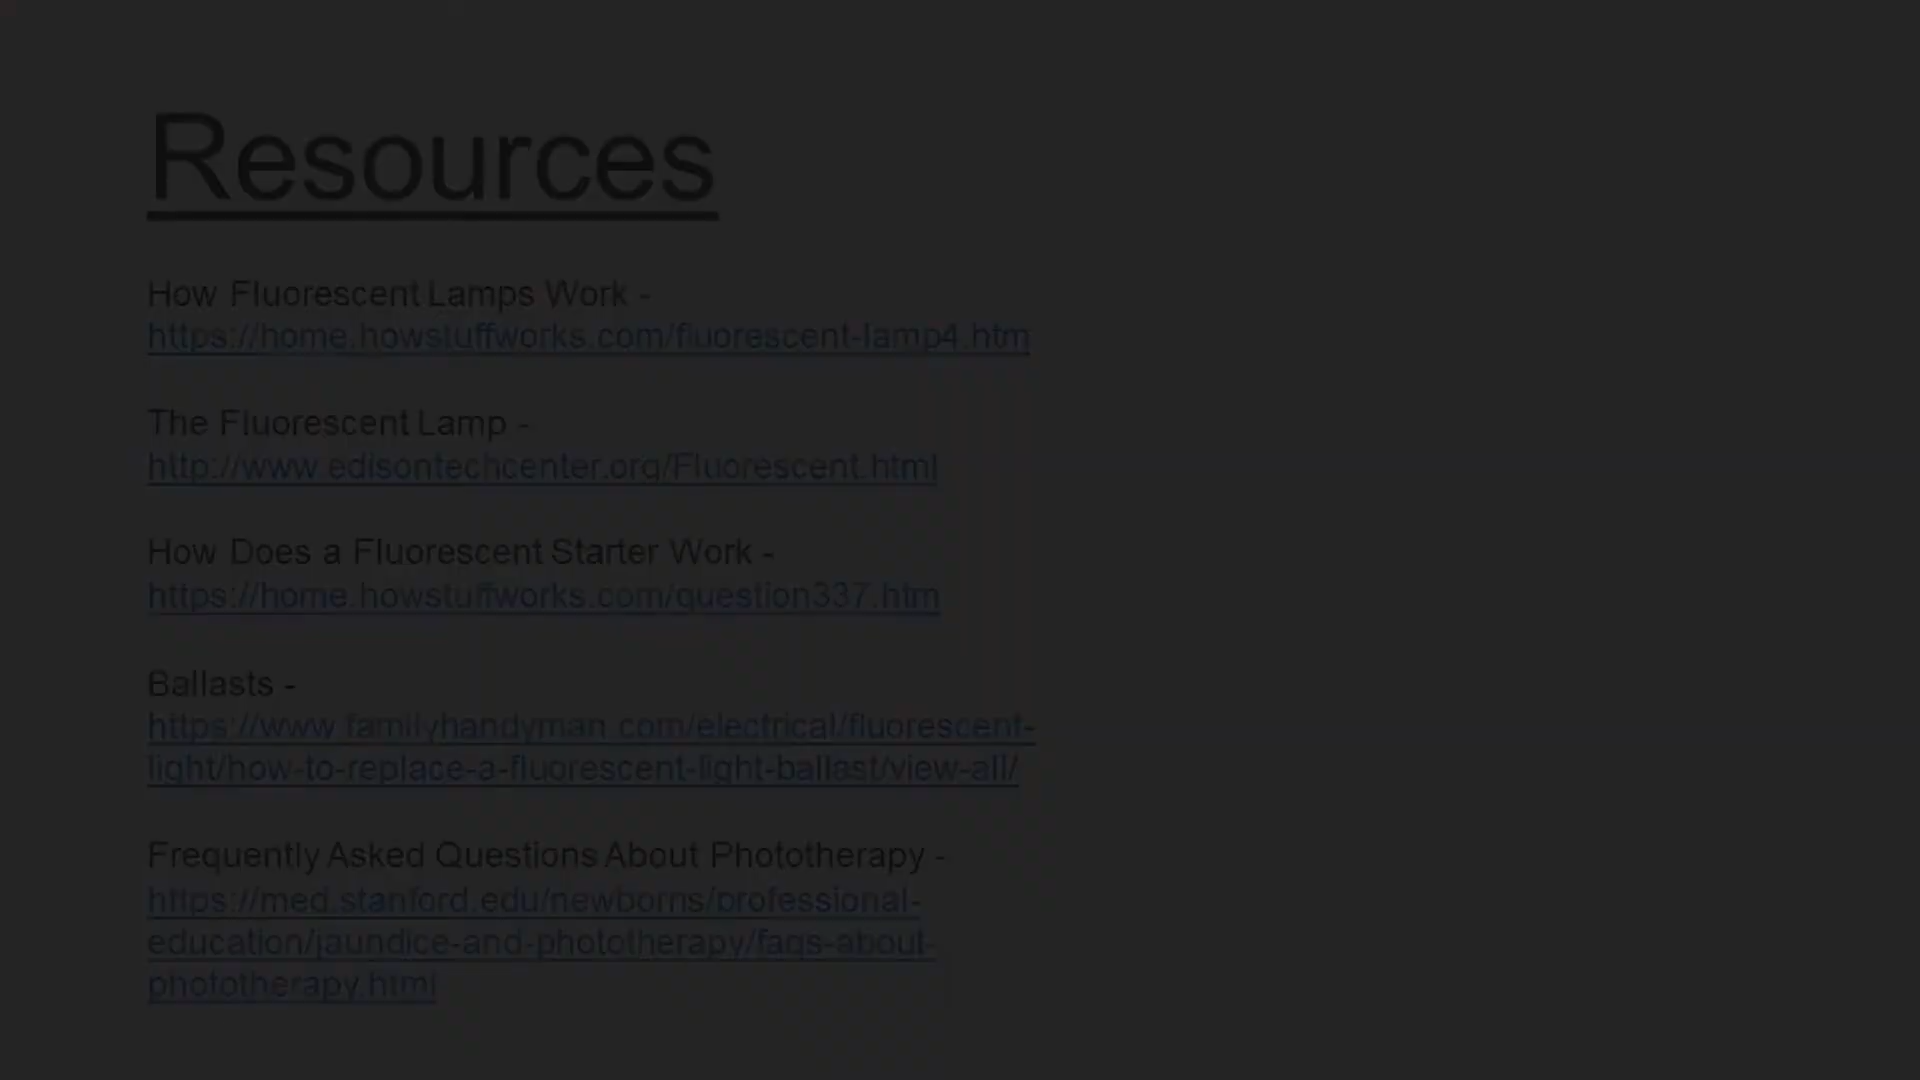 Resources
How Fluorescent Lamps Work -
https://home.howstuffworks.com/fluorescent-lamp4.htm
The Fluorescent Lamp -
http://www.edisontechcenter.org/Fluorescent.html
How Does a Fluorescent Starter Work -
https://home.howstuffworks.com/question337.htm
Ballasts -
https://www.familyhandyman.com/electrical/fluorescent-
light/how-to-replace-a-fluorescent-light-ballast/view-all/
Frequently Asked Questions About Phototherapy -
https://med.stanford.edu/newborns/professional-
education/jaundice-and-phototherapy/faqs-about-
phototherapy.html